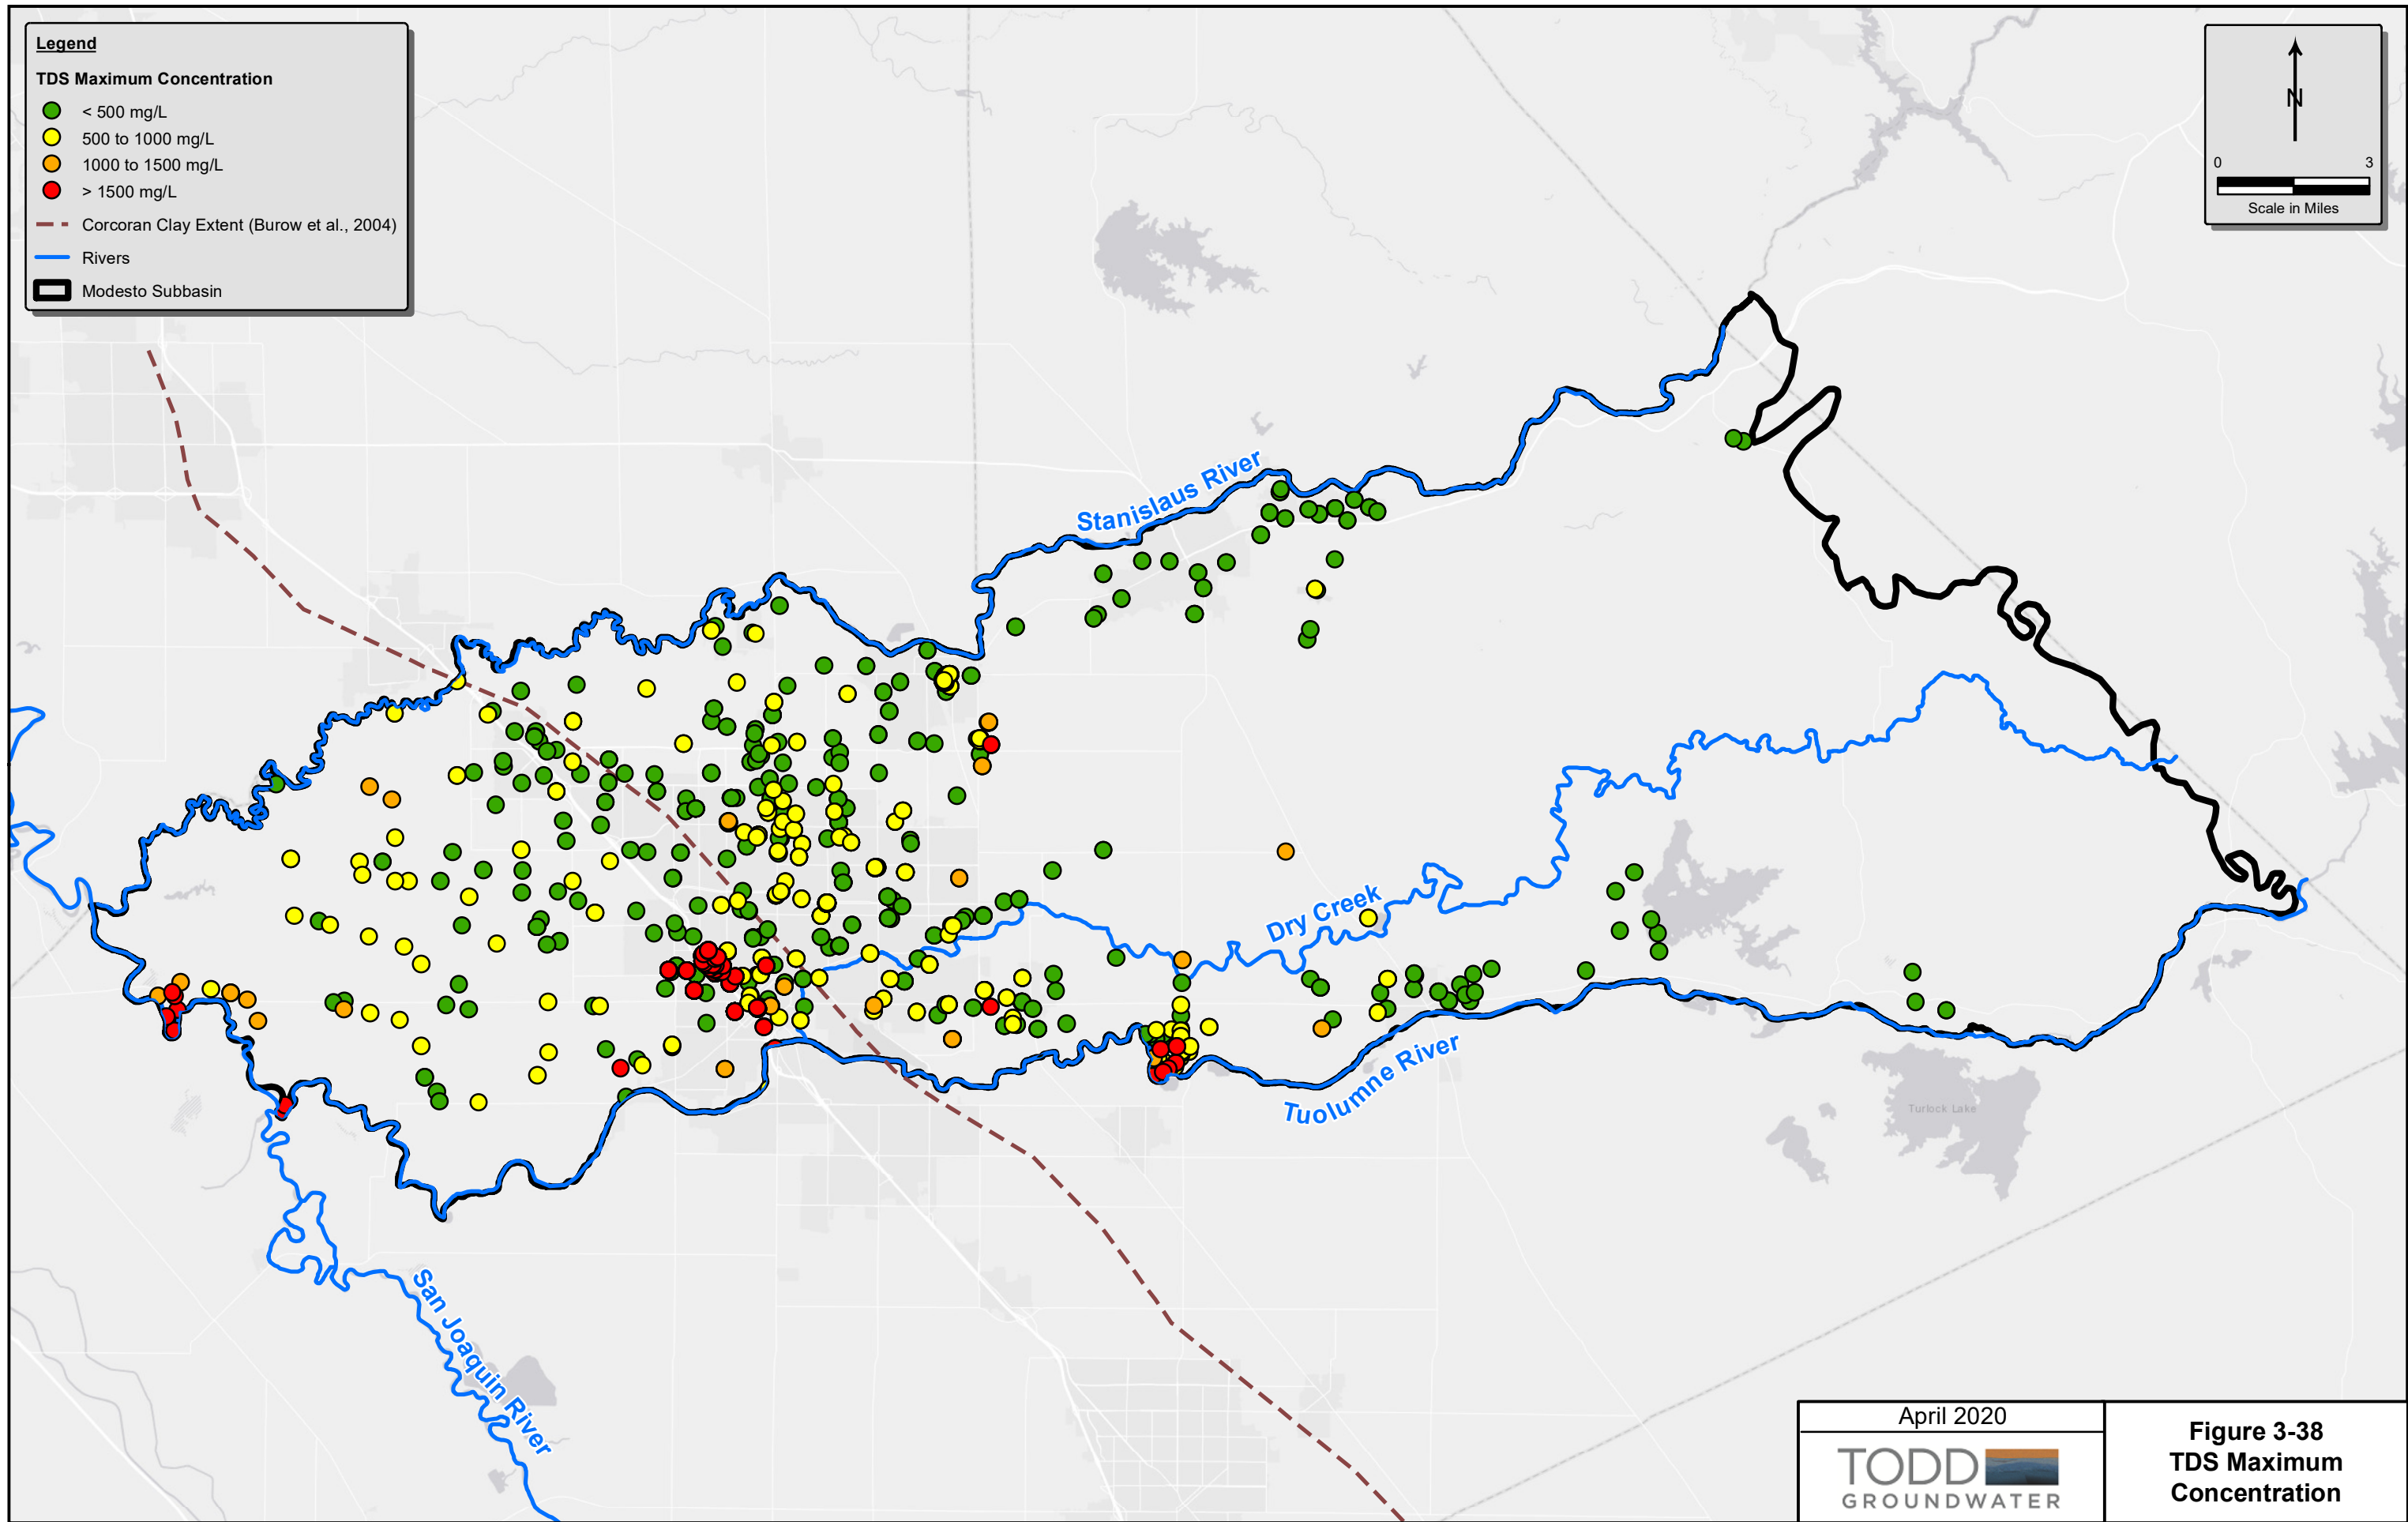 Legend
TDS Maximum Concentration
< 500 mg/L
500 to 1000 mg/L
1000 to 1500 mg/L
> 1500 mg/L
Corcoran Clay Extent (Burow et al., 2004)
Rivers
Modesto Subbasin
N
0 3
Scale in Miles
Stanislaus River
Dry Creek
Tuolumne River
Turlock Lake
San Joaquin River
April 2020
TODD
GROUNDWATER
Figure 3-38
TDS Maximum
Concentration